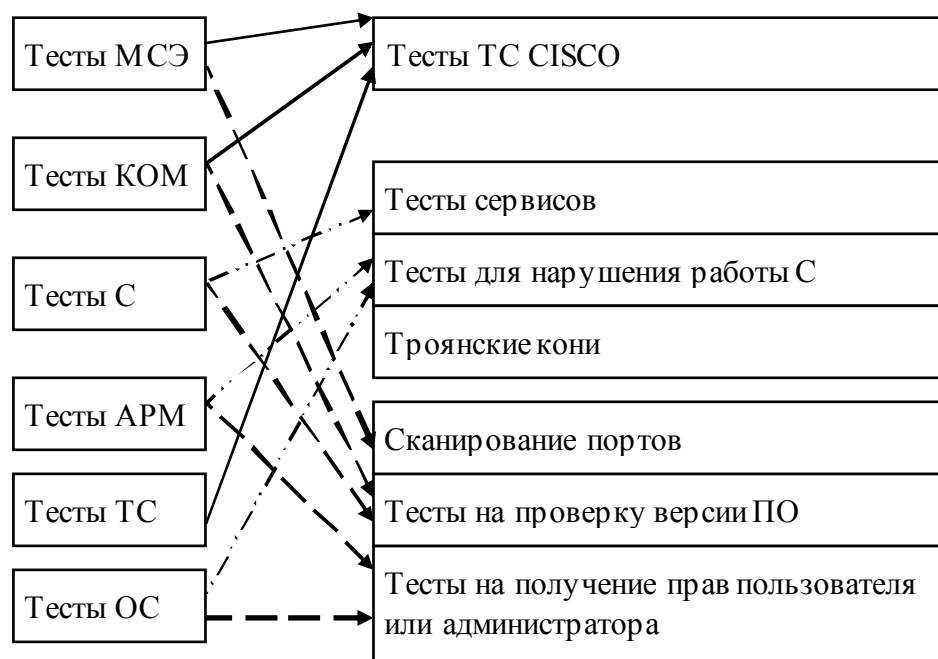 Тесты МСЭ
Тесты КОМ
Тесты С
Тесты АРМ
Тесты ТС
Тесты ОС
Тесты ТС CISCO
Тесты сервисов
Тесты для нарушения работы С
Троянские кони
Сканирование портов
Тесты на проверку версии ПО
Тесты на получение прав пользователя
или администратора